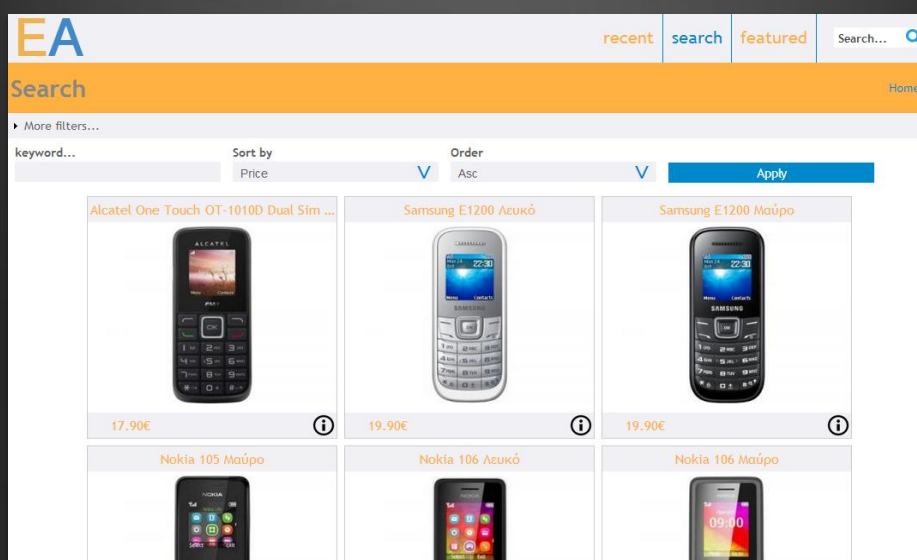 EA
recent search featured Search...
Search
Home
More filters...
keyword... Sort by Order
Price V Asc V Apply
Alcatel One Touch OT-1010D Dual Sim ... Samsung E1200 Λευκό Samsung E1200 Μαύρο
ALCATEL
22:30 22:30
Menu Contacts Menu Contacts
SAMSUNG SAMSUNG
OK
17.90€ 19.90€ 19.90€
Nokia 105 Μαύρο Nokia 106 Λευκό Nokia 106 Μαύρο
NOKIA
09:00